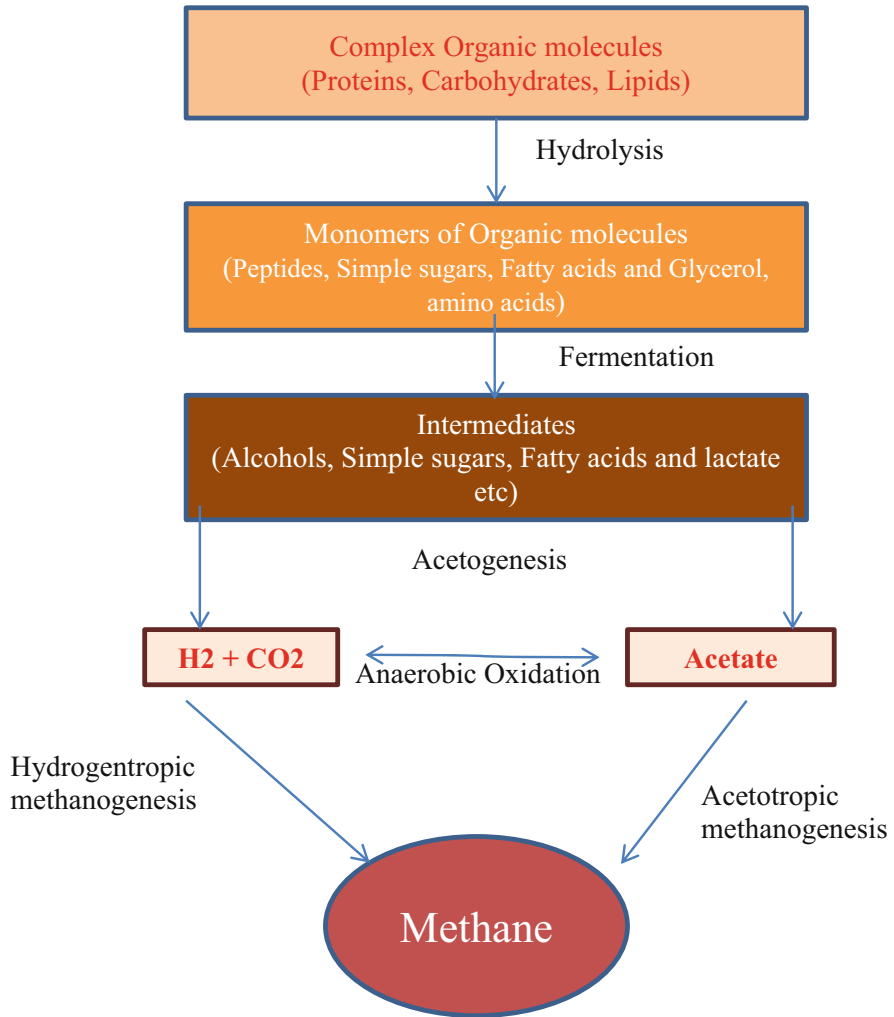 Complex Organic molecules
(Proteins, Carbohydrates, Lipids)
Hydrolysis
Monomers of Organic molecules
(Peptides, Simple sugars, Fatty acids and Glycerol,
amino acids)
Fermentation
Intermediates
(Alcohols, Simple sugars, Fatty acids and lactate
etc)
Acetogenesis
H2 + CO2
Acetate
Anaerobic Oxidation
Hydrogentropic
methanogenesis
Acetotropic
methanogenesis
Methane